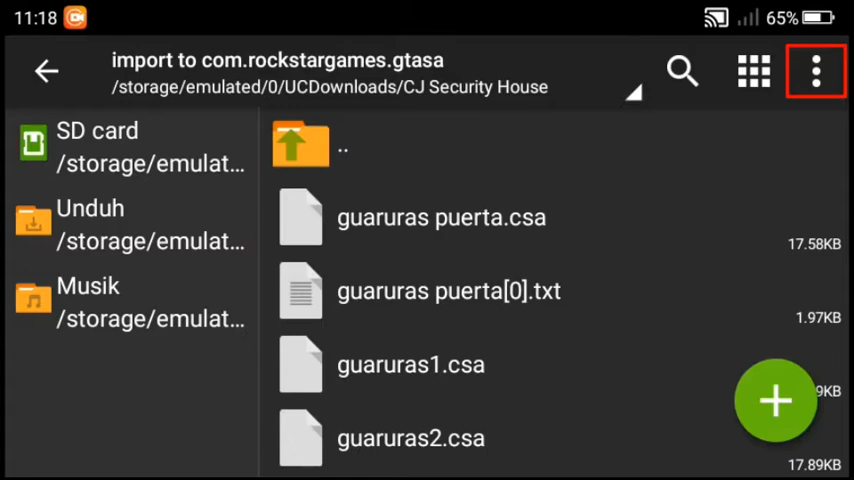 11:18
65%
import to com.rockstargames.gtasa
/storage/emulated/0/UCDownloads/CJ Security House
SD card
/storage/emulat...
Unduh
/storage/emulat...
Musik
/storage/emulat...
..
guaruras puerta.csa
17.58KB
guaruras puerta[0].txt
1.97KB
guaruras1.csa
guaruras2.csa
17.89KB